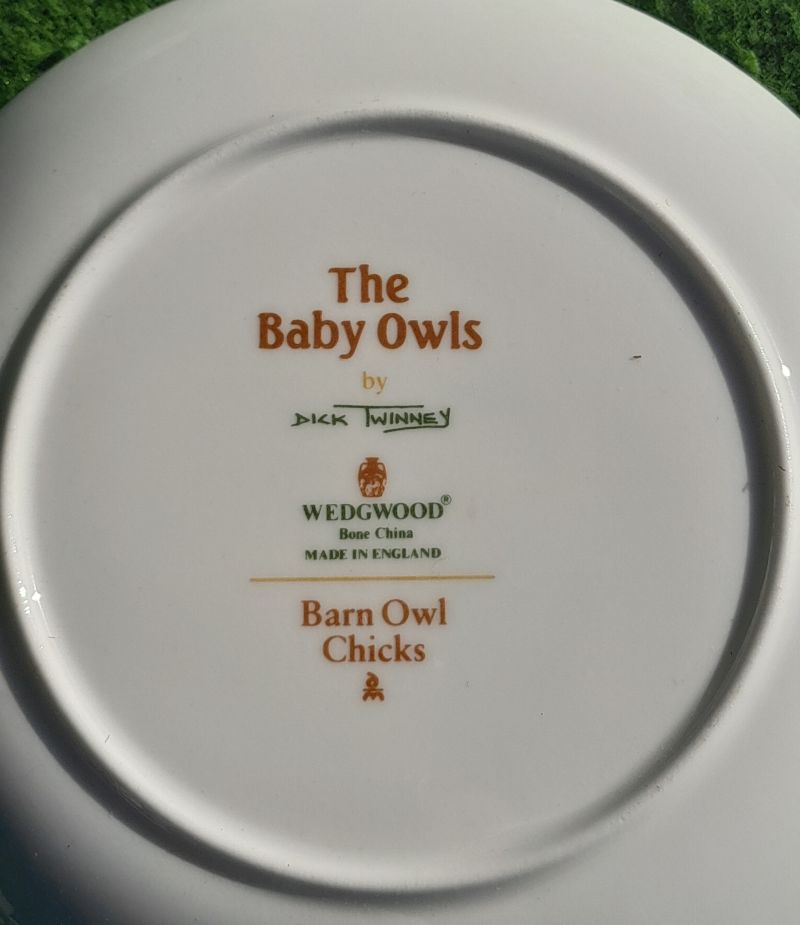 The
Baby Owls
by
DICK TWINNEY
WEDGWOOD®
Bone China
MADE IN ENGLAND
Barn Owl
Chicks